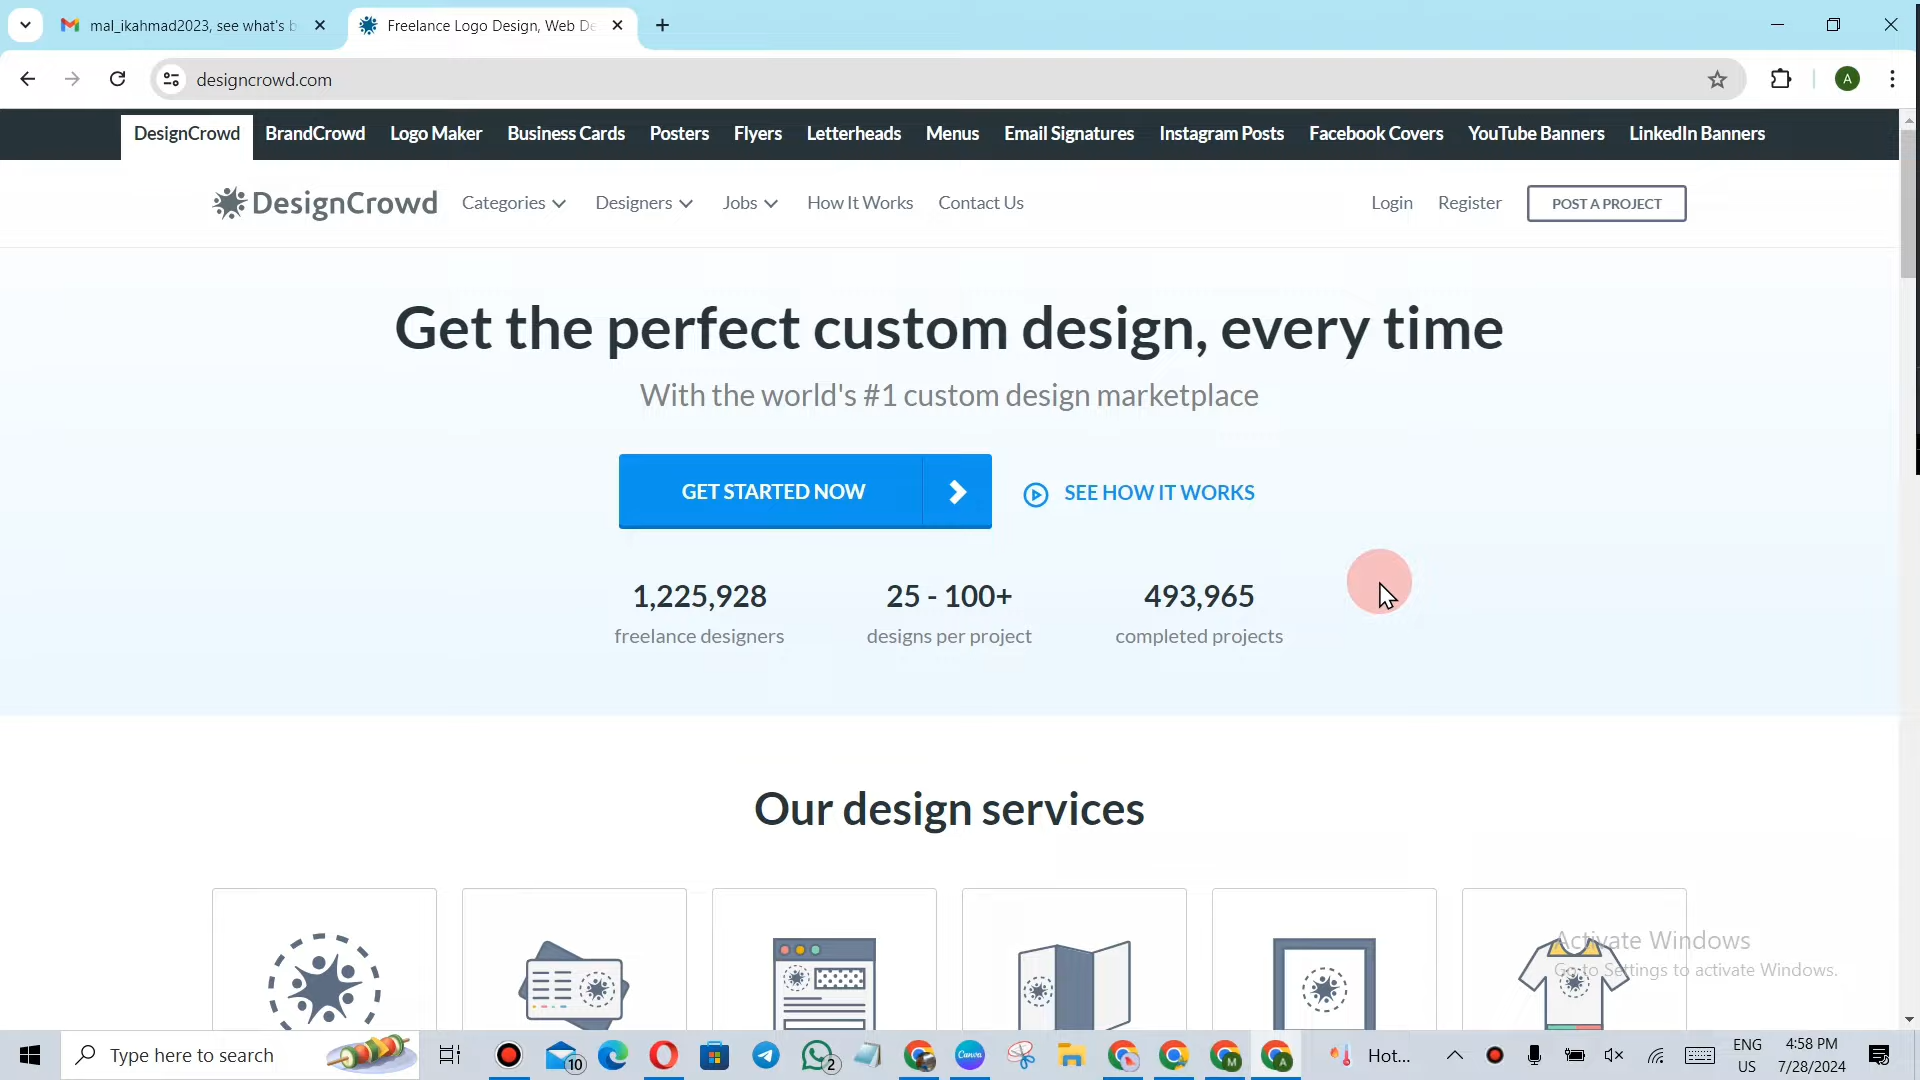 mal_ikahmad2023, see what's b
Freelance Logo Design, Web De
designcrowd.com
A
DesignCrowd BrandCrowd Logo Maker Business Cards Posters Flyers Letterheads Menus Email Signatures Instagram Posts Facebook Covers YouTube Banners LinkedIn Banners
DesignCrowd Categories Designers Jobs How It Works Contact Us Login Register POST A PROJECT
Get the perfect custom design, every time
With the world's #1 custom design marketplace
GET STARTED NOW
SEE HOW IT WORKS
1,225,928 25 - 100+ 493,965
freelance designers designs per project completed projects
Our design services
Activate Windows
Go to Settings to activate Windows.
Type here to search
10
2
Canva
M
A
Hot...
ENG
US
4:58 PM
7/28/2024